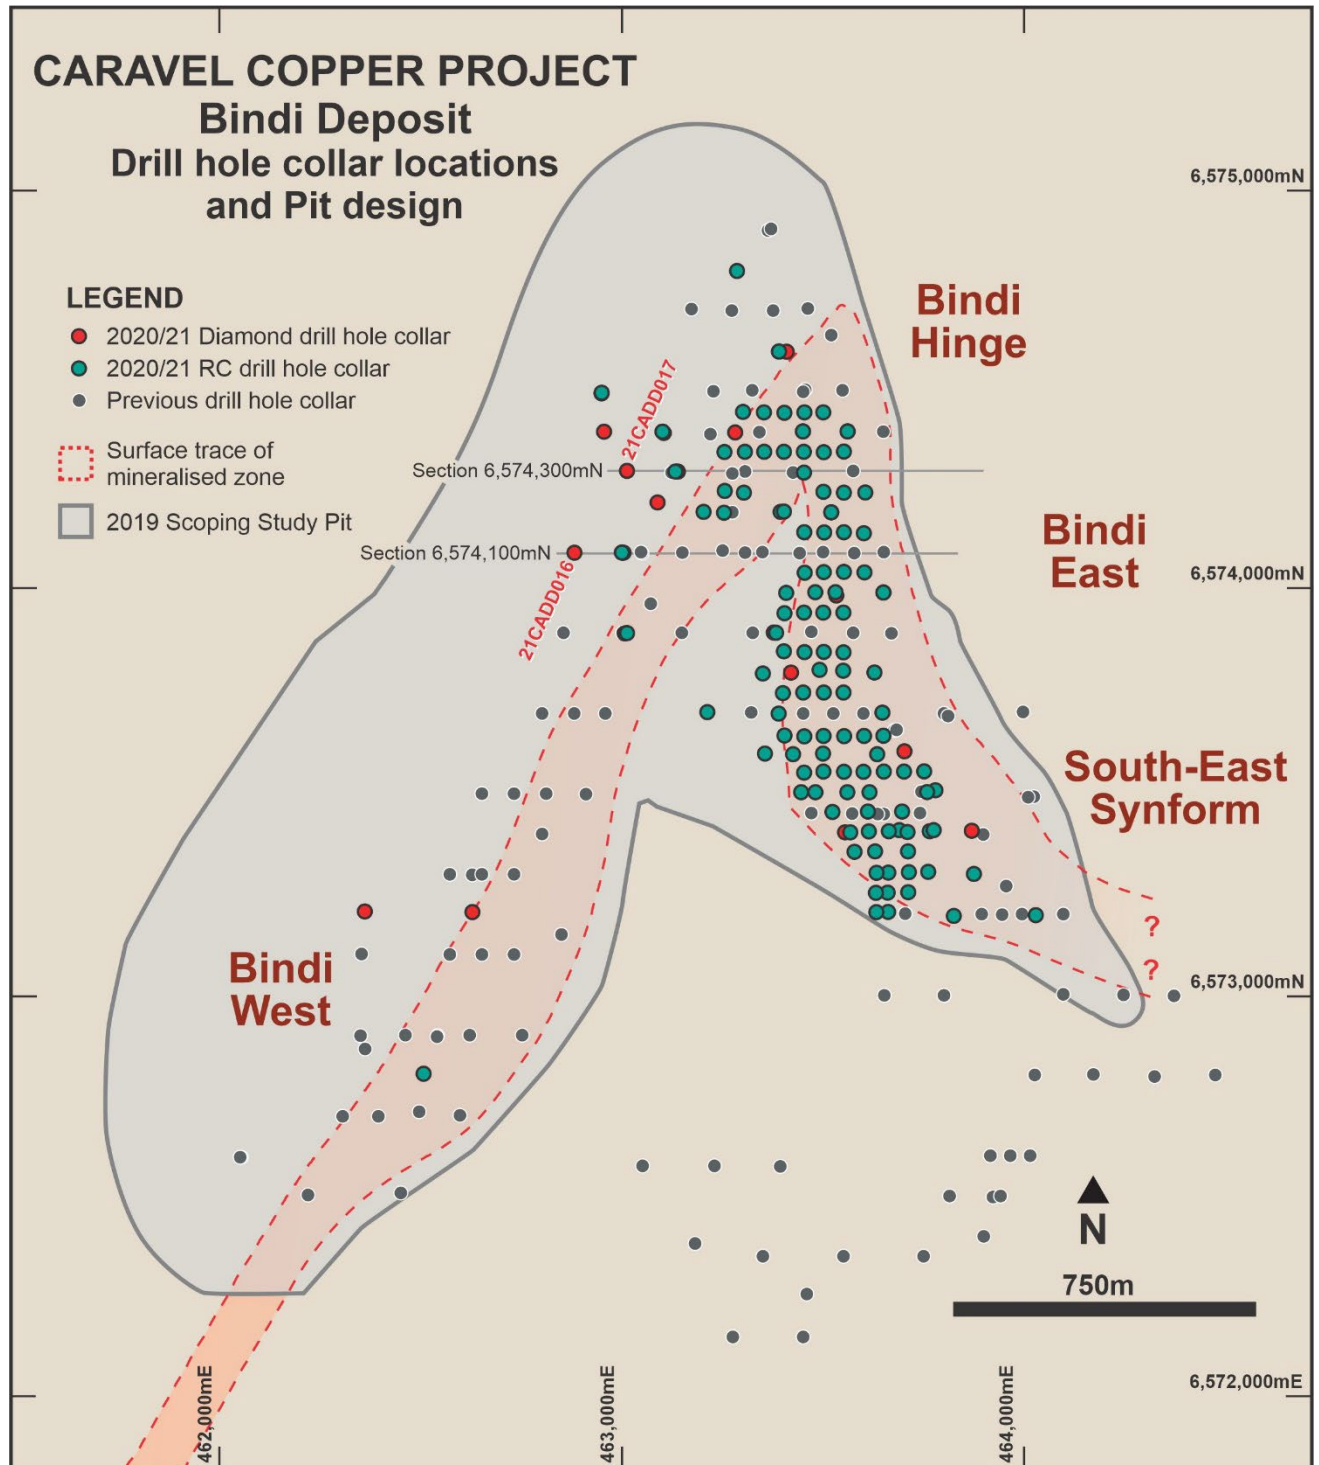 CARAVEL COPPER PROJECT
Bindi Deposit
Drill hole collar locations
and Pit design
6,575,000mN
LEGEND
2020/21 Diamond drill hole collar
2020/21 RC drill hole collar
Previous drill hole collar
Surface trace of
mineralised zone
2019 Scoping Study Pit
Bindi
Hinge
21CADD017
Section 6,574,300mN
Section 6,574,100mN
21CADD016
Bindi
East
6,574,000mN
South-East
Synform
Bindi
West
?
?
6,573,000mN
N
750m
6,572,000mE
462,000mE
463,000mE
464,000mE